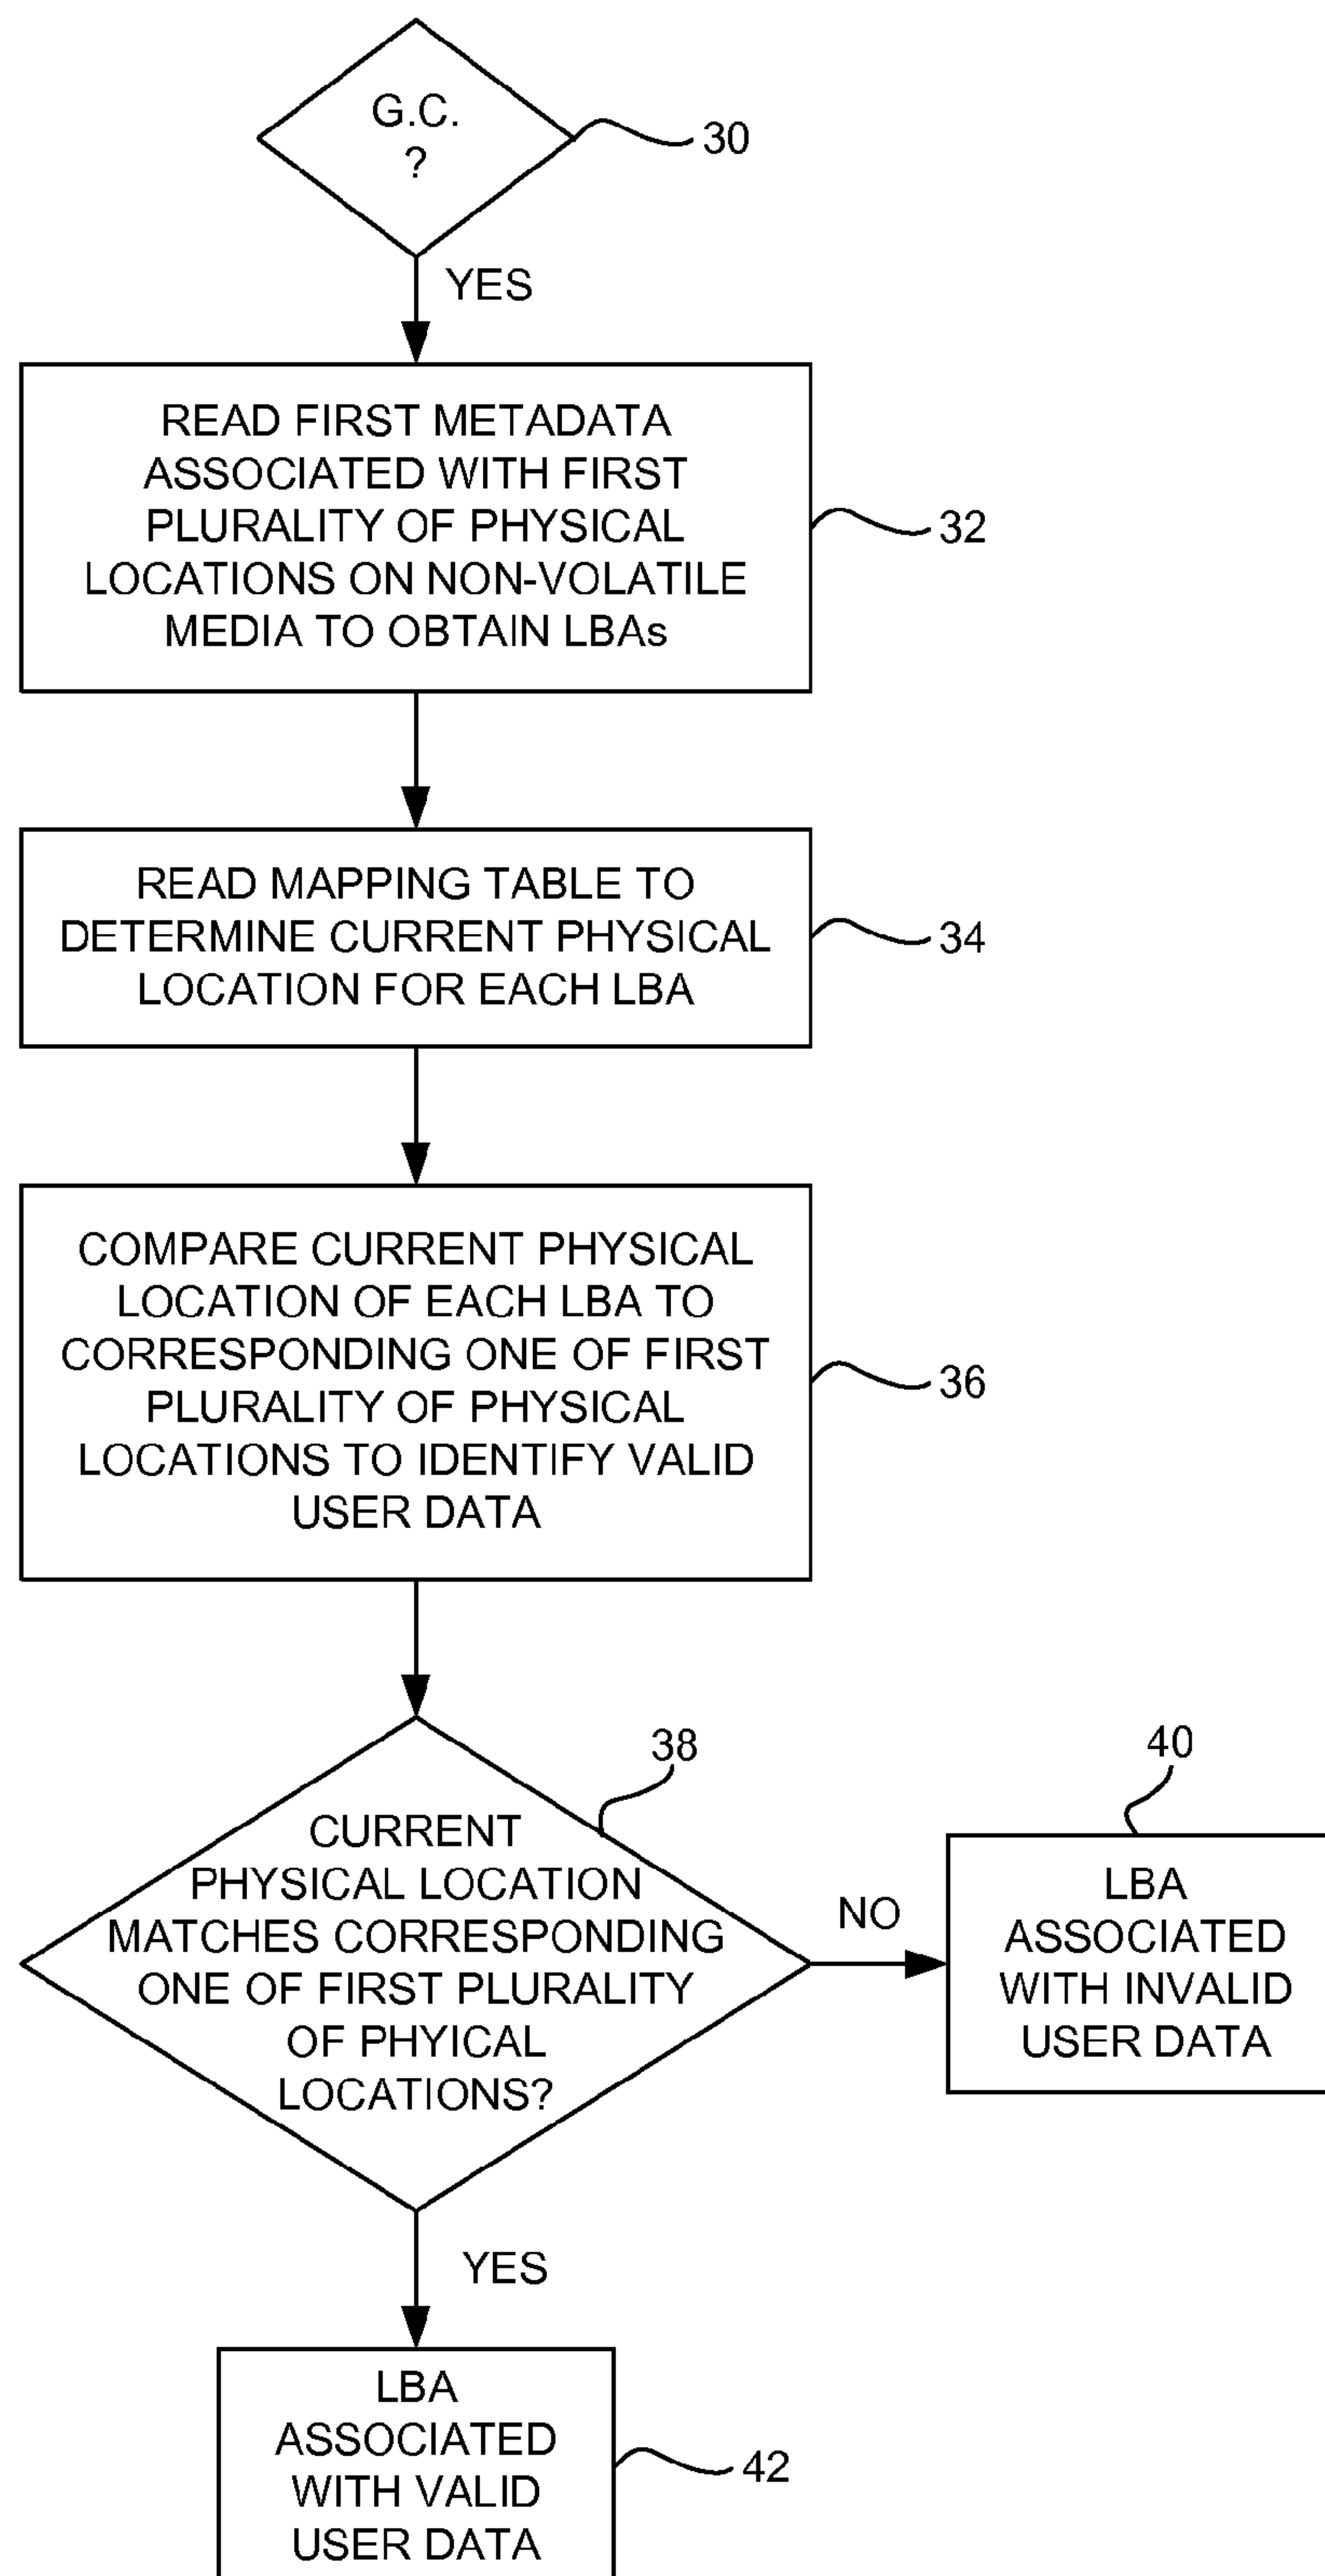 G.C.
?
30
YES
READ FIRST METADATA
ASSOCIATED WITH FIRST
PLURALITY OF PHYSICAL
LOCATIONS ON NON-VOLATILE
MEDIA TO OBTAIN LBAs
32
READ MAPPING TABLE TO
DETERMINE CURRENT PHYSICAL
LOCATION FOR EACH LBA
34
COMPARE CURRENT PHYSICAL
LOCATION OF EACH LBA TO
CORRESPONDING ONE OF FIRST
PLURALITY OF PHYSICAL
LOCATIONS TO IDENTIFY VALID
USER DATA
36
38
CURRENT
PHYSICAL LOCATION
MATCHES CORRESPONDING
ONE OF FIRST PLURALITY
OF PHYICAL
LOCATIONS?
NO
40
LBA
ASSOCIATED
WITH INVALID
USER DATA
YES
LBA
ASSOCIATED
WITH VALID
USER DATA
42